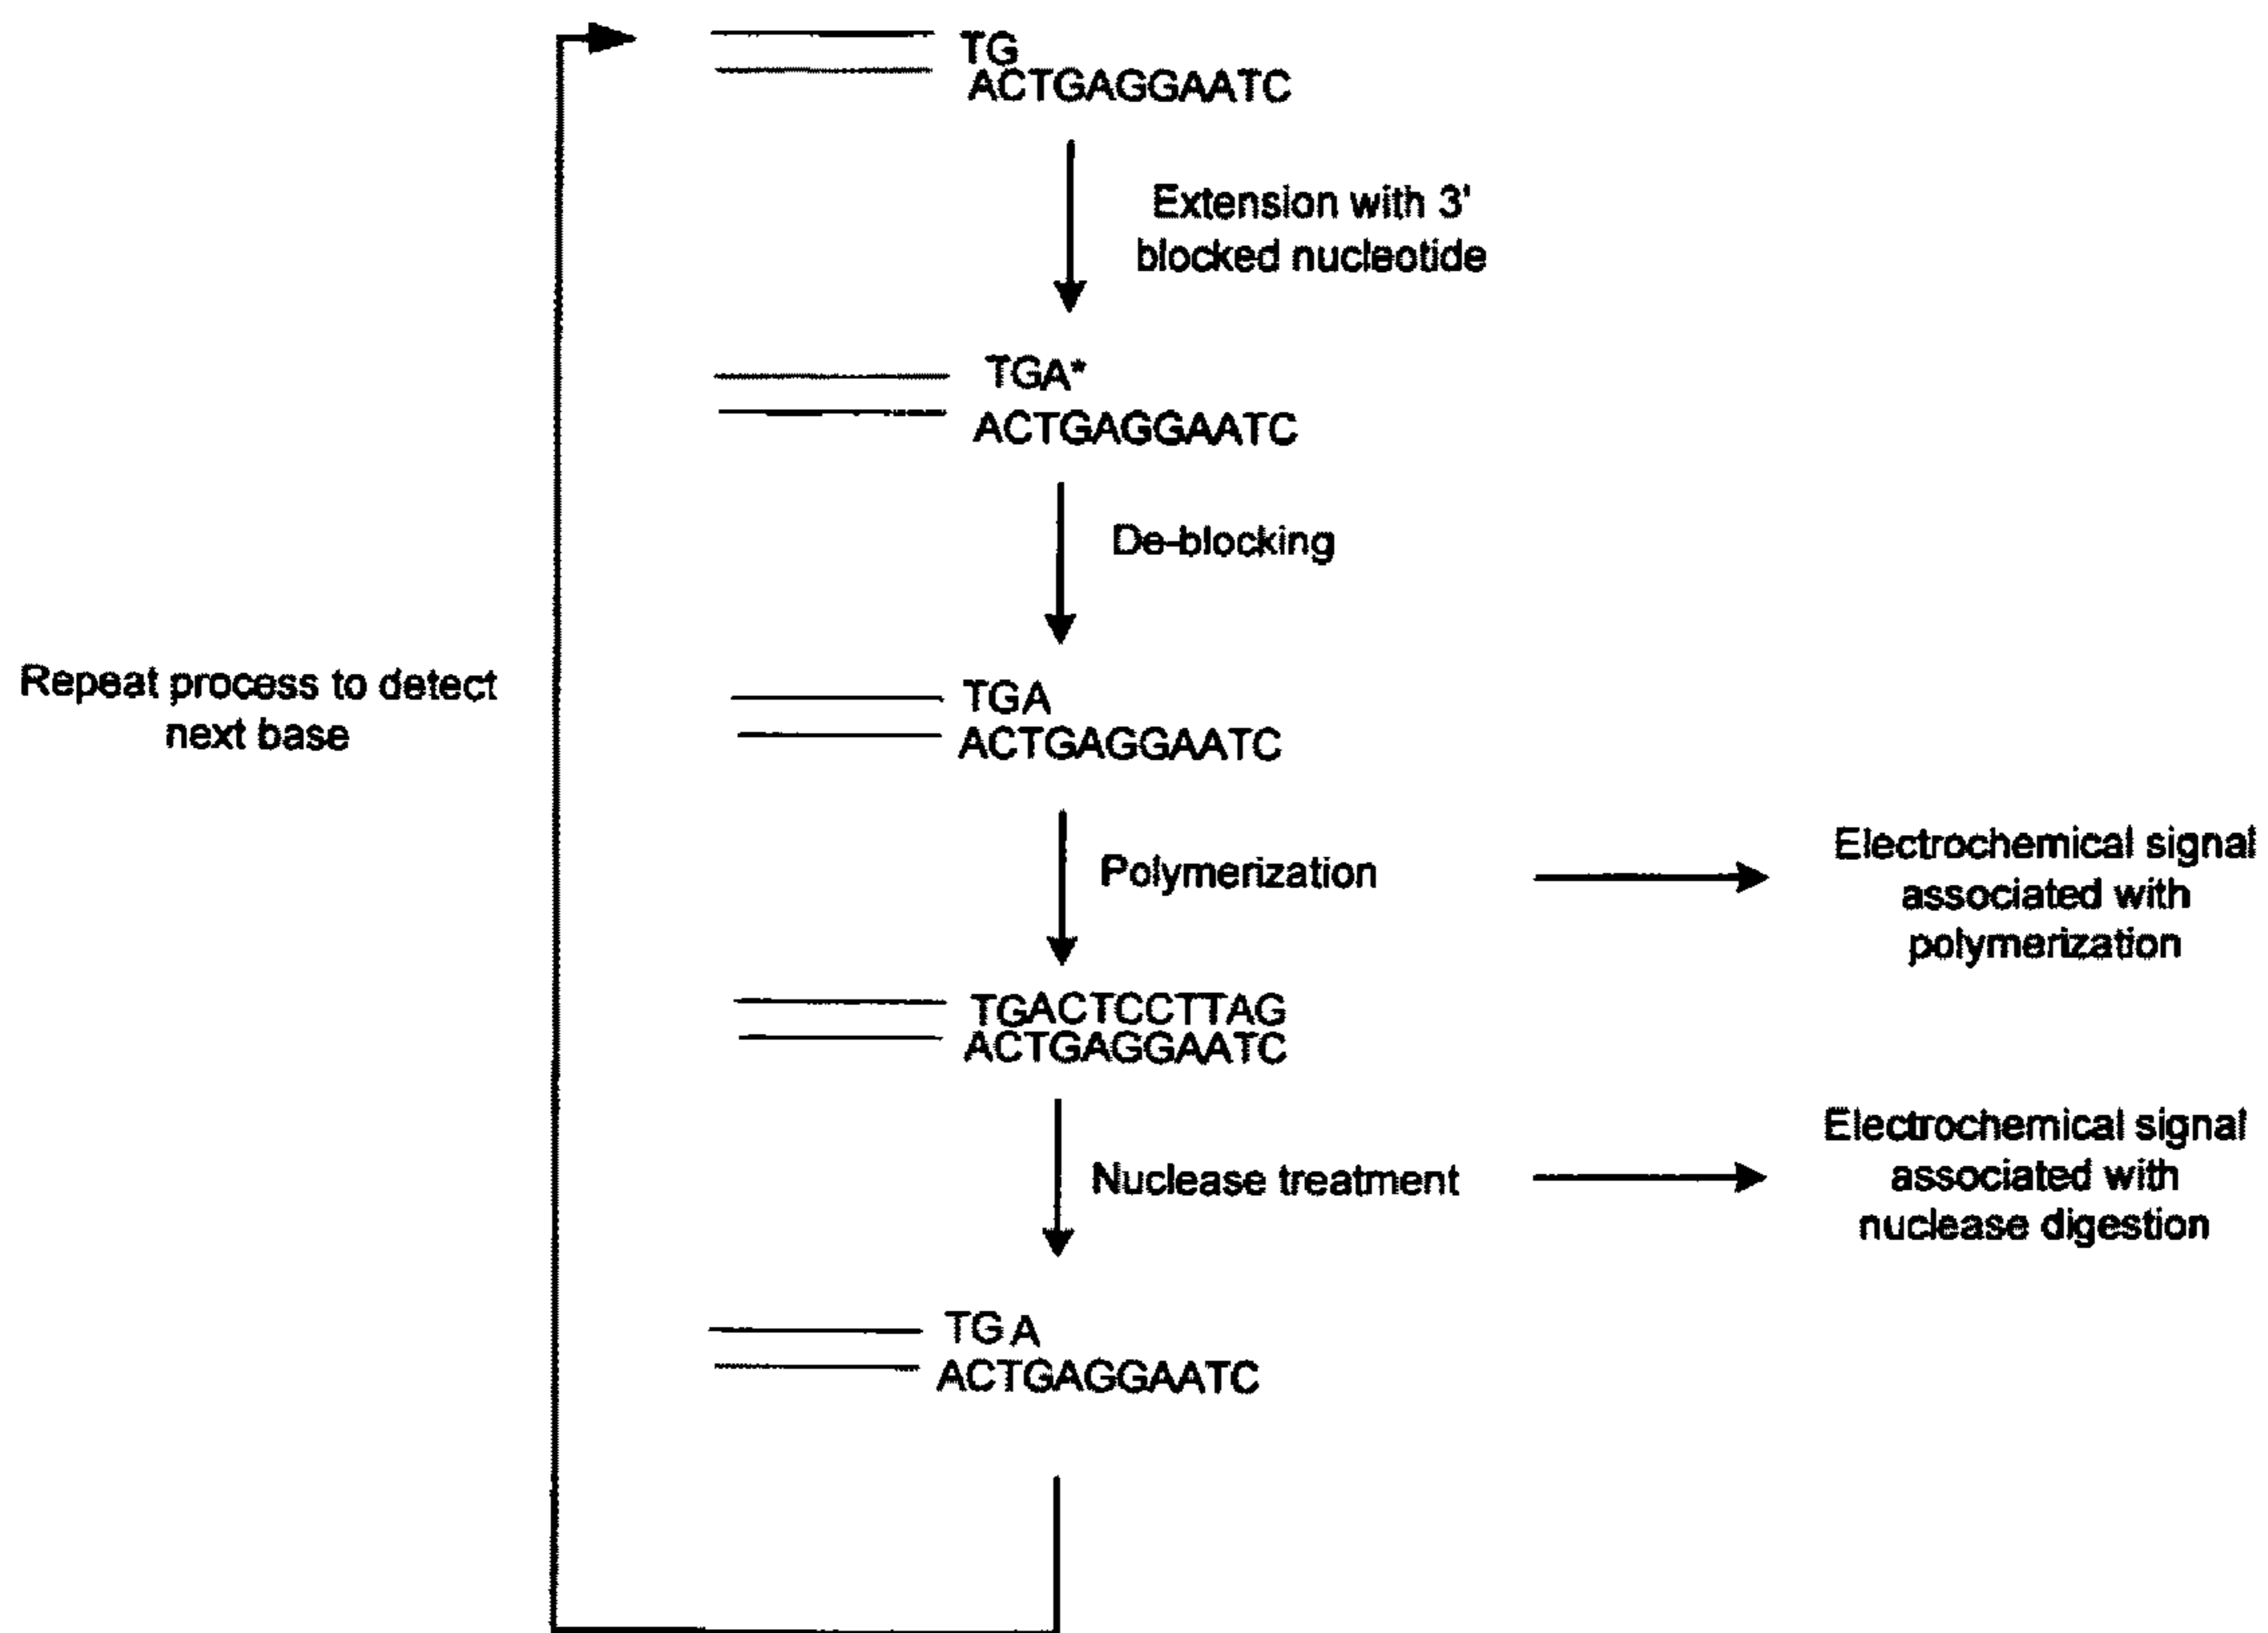 TG
ACTGAGGAATC
Extension with 3'
blocked nucleotide
TGA*
ACTGAGGAATC
De-blocking
Repeat process to detect
next base
TGA
ACTGAGGAATC
Polymerization
Electrochemical signal
associated with
polymerization
TGACTCCTTAG
ACTGAGGAATC
Nuclease treatment
Electrochemical signal
associated with
nuclease digestion
TGA
ACTGAGGAATC